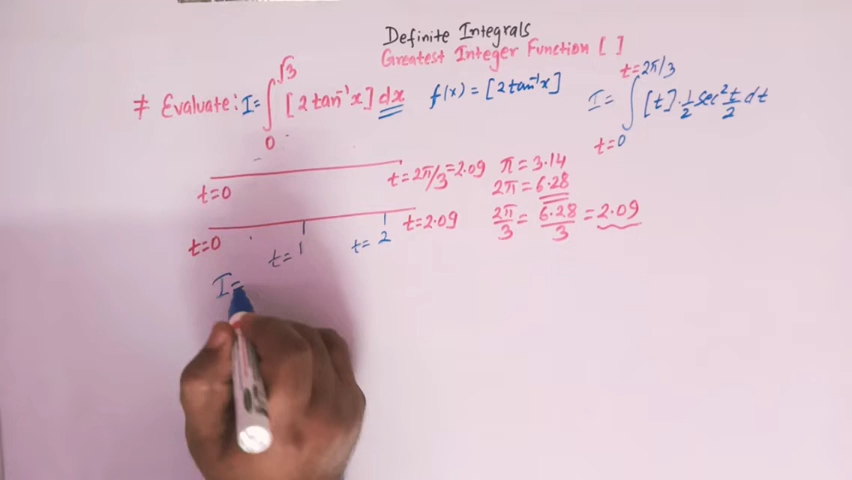 Definite Integrals
Greatest Integer Function [ ]
≠ Evaluate: I = ∫₀^√3 [2tan⁻¹x] dx f(x) = [2tan⁻¹x] I = ∫_{t=0}^{t=2π/3} [t]·½ sec² t/2 dt
t=0 t=2π/3=2.09 π = 3.14
2π = 6.28
t=0 t=1 t=2 t=2.09 2π/3 = 6.28/3 = 2.09
I=